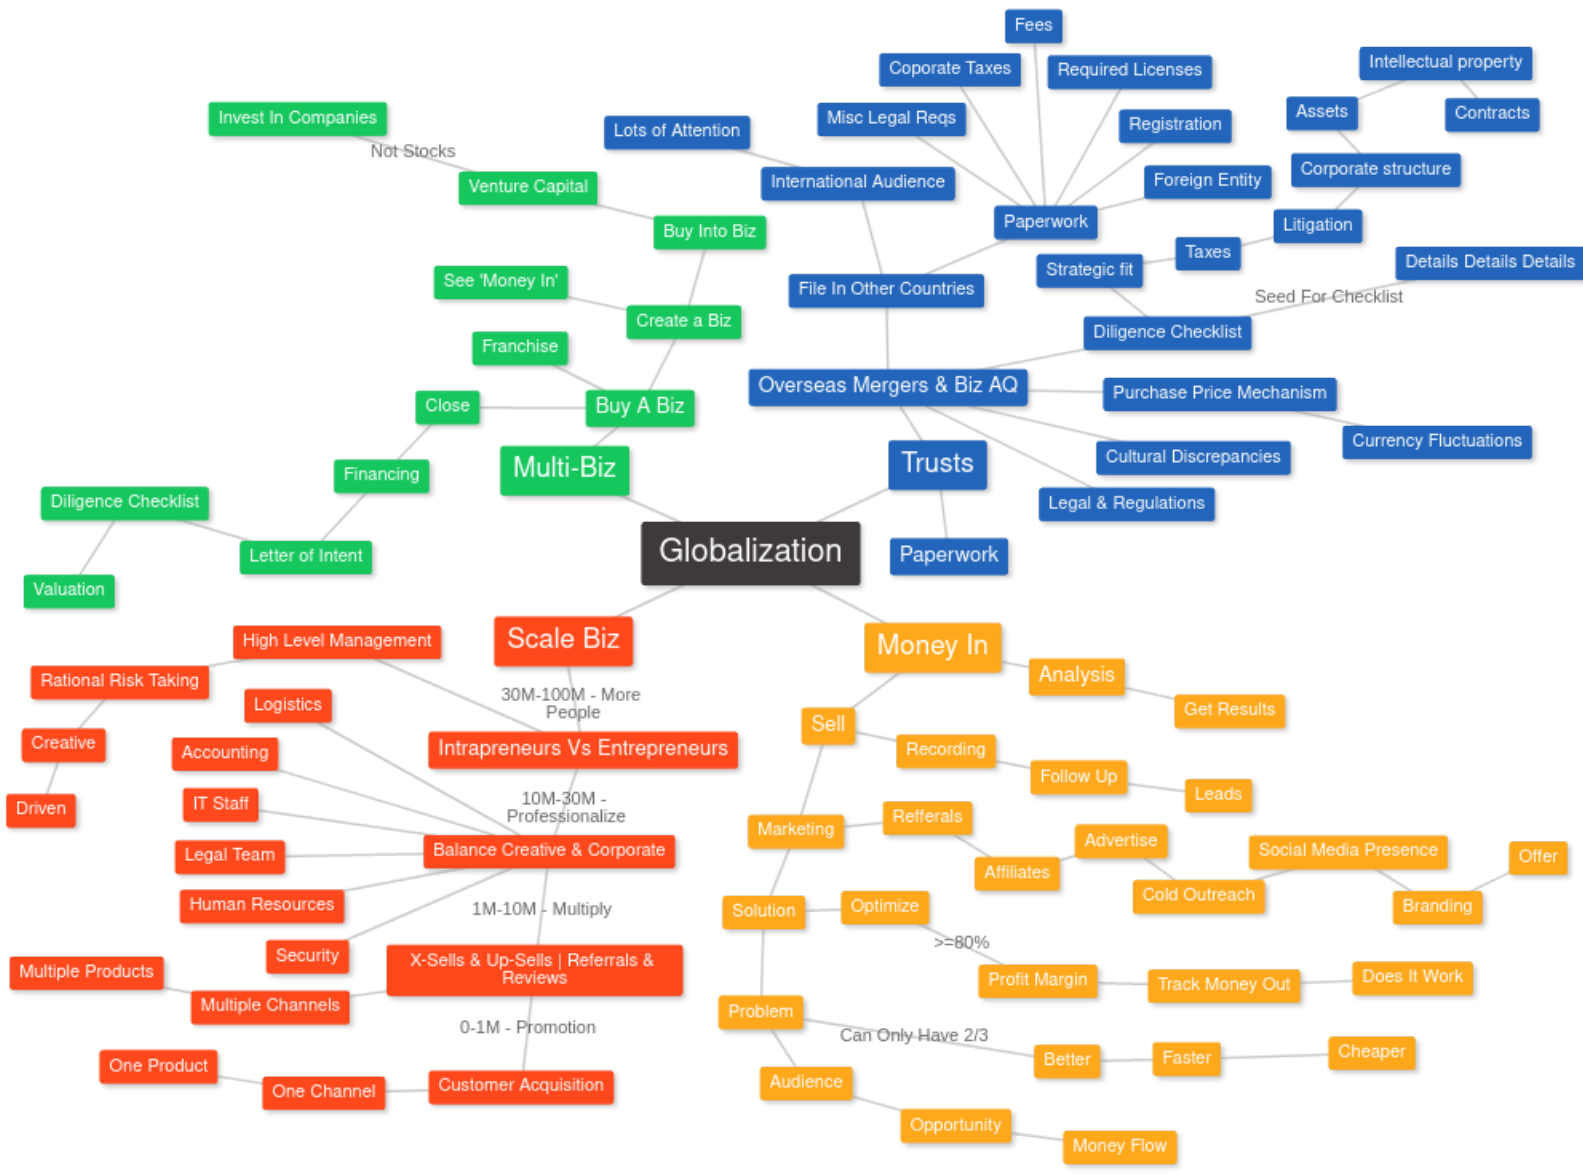 Fees
Coporate Taxes
Required Licenses
Intellectual property
Invest In Companies
Misc Legal Reqs
Registration
Assets
Contracts
Lots of Attention
Not Stocks
Venture Capital
International Audience
Foreign Entity
Corporate structure
Buy Into Biz
Paperwork
Litigation
Taxes
Strategic fit
Details Details Details
See 'Money In'
File In Other Countries
Seed For Checklist
Create a Biz
Diligence Checklist
Franchise
Overseas Mergers & Biz AQ
Purchase Price Mechanism
Close
Buy A Biz
Currency Fluctuations
Multi-Biz
Trusts
Cultural Discrepancies
Financing
Legal & Regulations
Diligence Checklist
Letter of Intent
Globalization
Paperwork
Valuation
High Level Management
Scale Biz
Money In
Rational Risk Taking
Analysis
Logistics
30M-100M - More
People
Get Results
Creative
Accounting
Intrapreneurs Vs Entrepreneurs
Sell
Recording
Follow Up
Leads
Driven
IT Staff
10M-30M -
Professionalize
Marketing
Refferals
Advertise
Legal Team
Balance Creative & Corporate
Affiliates
Social Media Presence
Offer
Cold Outreach
Branding
Human Resources
1M-10M - Multiply
Solution
Optimize
>=80%
Security
X-Sells & Up-Sells | Referrals &
Reviews
Multiple Products
Multiple Channels
Profit Margin
Track Money Out
Does It Work
Problem
0-1M - Promotion
Can Only Have 2/3
Better
Faster
Cheaper
One Product
One Channel
Customer Acquisition
Audience
Opportunity
Money Flow